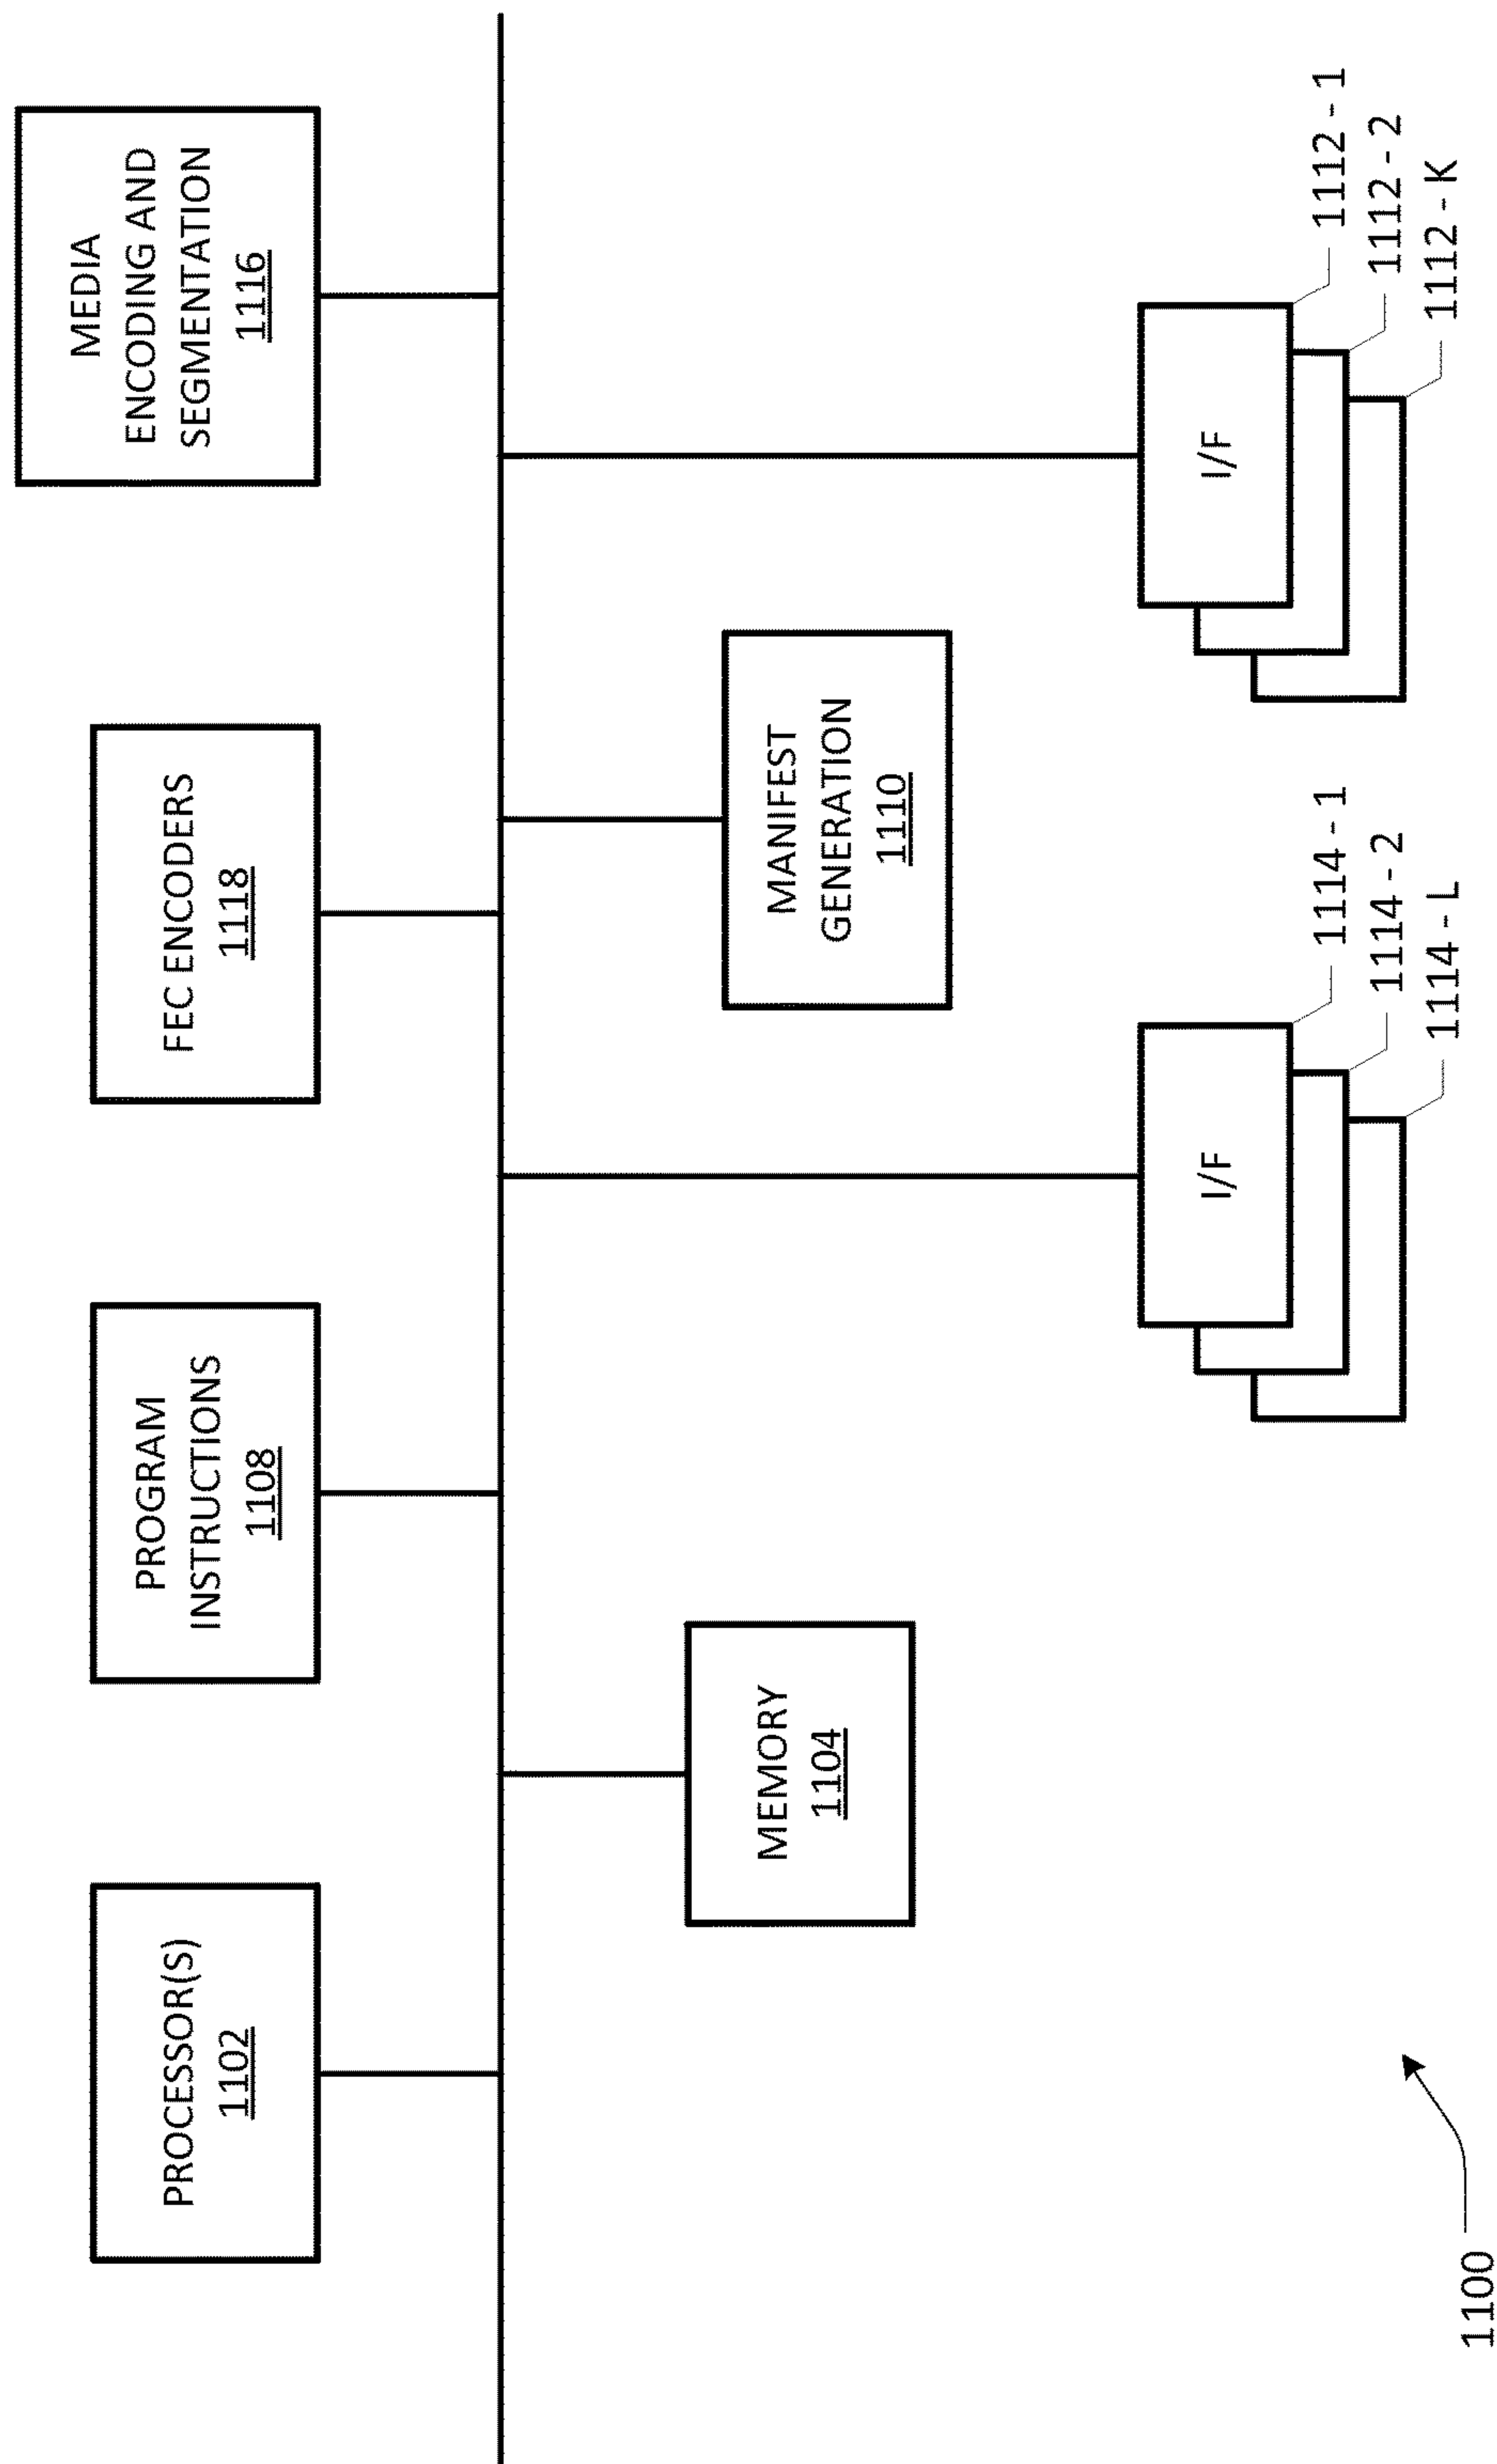 PROCESSOR(S)
1102
PROGRAM
INSTRUCTIONS
1108
FEC ENCODERS
1118
MEDIA
ENCODING AND
SEGMENTATION
1116
MEMORY
1104
MANIFEST
GENERATION
1110
I/F
1114 - 1
1114 - 2
1114 - L
I/F
1112 - 1
1112 - 2
1112 - K
1100